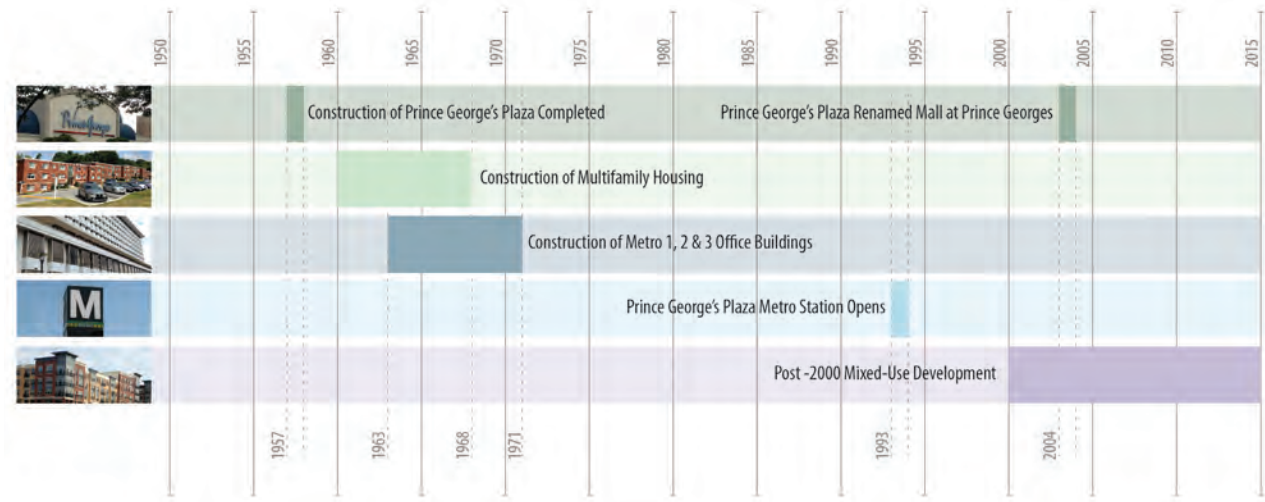 1950 1955 1960 1965 1970 1975 1980 1985 1990 1995 2000 2005 2010 2015
Construction of Prince George's Plaza Completed
Prince George's Plaza Renamed Mall at Prince Georges
Construction of Multifamily Housing
Construction of Metro 1, 2 & 3 Office Buildings
M
Prince George's Plaza Metro Station Opens
Post -2000 Mixed-Use Development
1957 1963 1968 1971 1993 2004